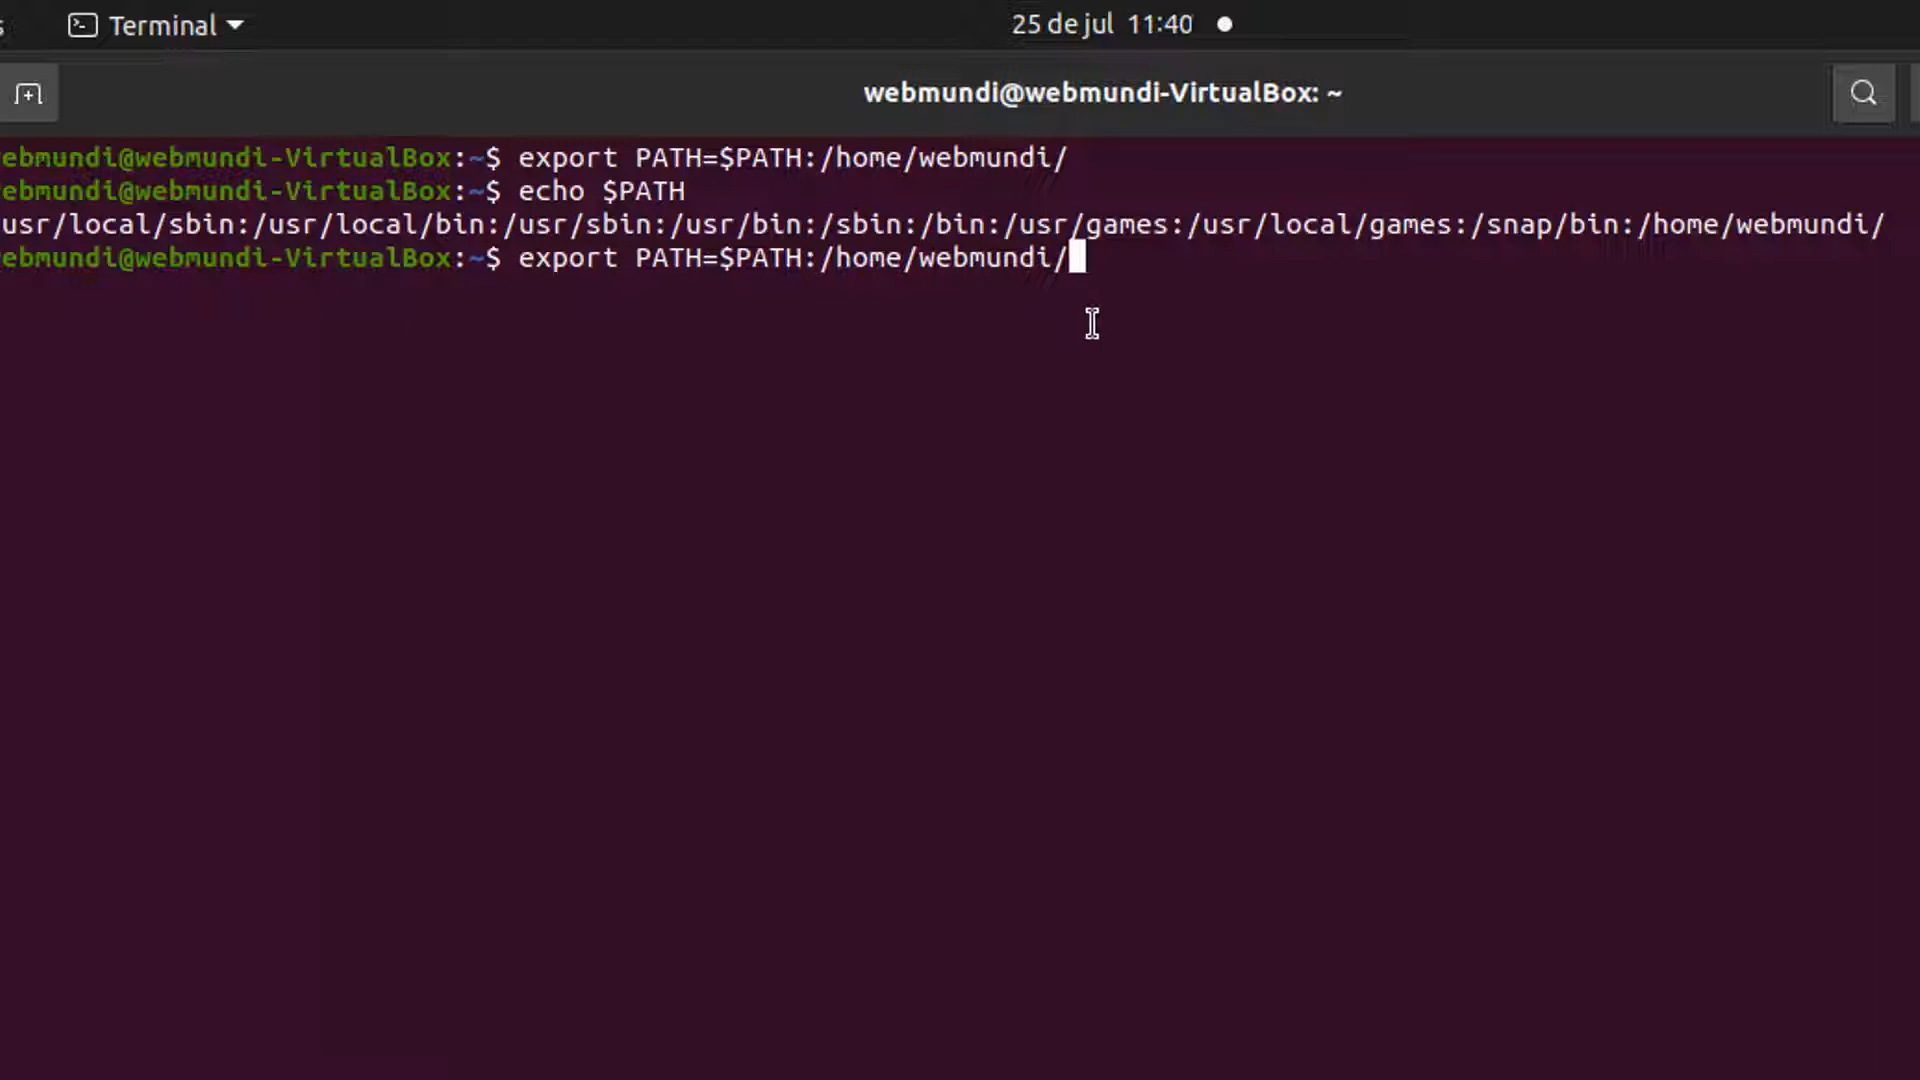 Terminal
25 de jul 11:40
webmundi@webmundi-VirtualBox: ~
ebmundi@webmundi-VirtualBox:~$ export PATH=$PATH:/home/webmundi/
ebmundi@webmundi-VirtualBox:~$ echo $PATH
usr/local/sbin:/usr/local/bin:/usr/sbin:/usr/bin:/sbin:/bin:/usr/games:/usr/local/games:/snap/bin:/home/webmundi/
ebmundi@webmundi-VirtualBox:~$ export PATH=$PATH:/home/webmundi/